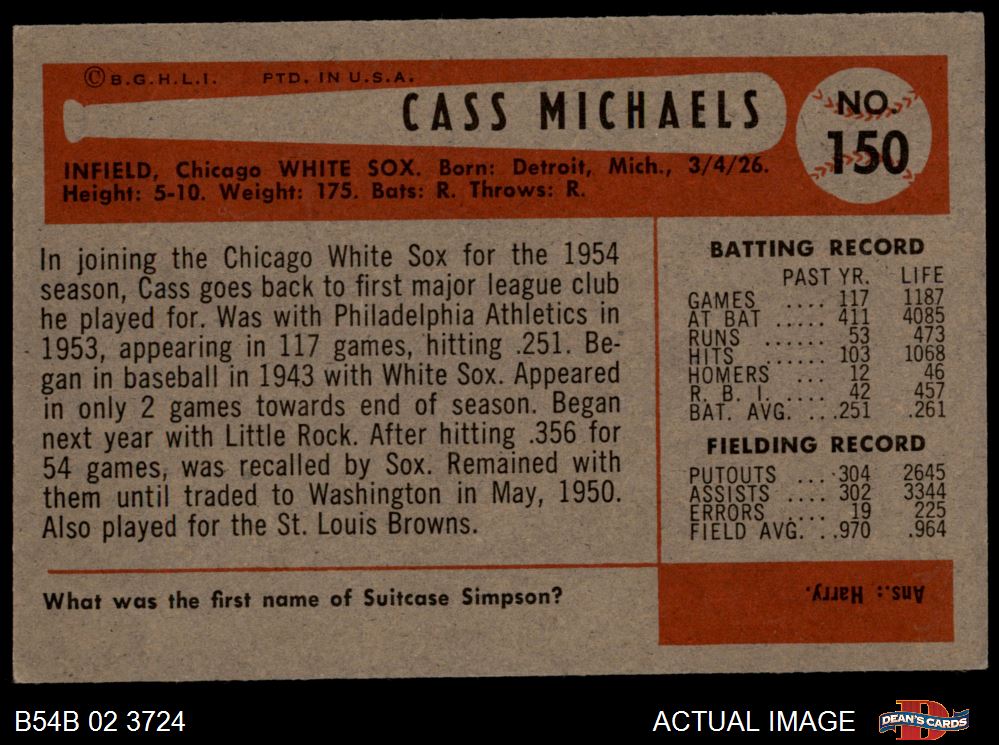 ©B.G.H.L.I. PTD. IN U.S.A.
CASS MICHAELS
NO.
150
INFIELD, Chicago WHITE SOX. Born: Detroit, Mich., 3/4/26.
Height: 5-10. Weight: 175. Bats: R. Throws: R.
In joining the Chicago White Sox for the 1954
season, Cass goes back to first major league club
he played for. Was with Philadelphia Athletics in
1953, appearing in 117 games, hitting .251. Be-
gan in baseball in 1943 with White Sox. Appeared
in only 2 games towards end of season. Began
next year with Little Rock. After hitting .356 for
54 games, was recalled by Sox. Remained with
them until traded to Washington in May, 1950.
Also played for the St. Louis Browns.
BATTING RECORD
PAST YR. LIFE
GAMES .... 117 1187
AT BAT ..... 411 4085
RUNS ...... 53 473
HITS ...... 103 1068
HOMERS ... 12 46
R. B. I. .... 42 457
BAT. AVG. ...251 .261
FIELDING RECORD
PUTOUTS ... 304 2645
ASSISTS .... 302 3344
ERRORS .... 19 225
FIELD AVG. ..970 .964
What was the first name of Suitcase Simpson?
Ans.: Harry.
B54B 02 3724
ACTUAL IMAGE
D
DEAN'S CARDS